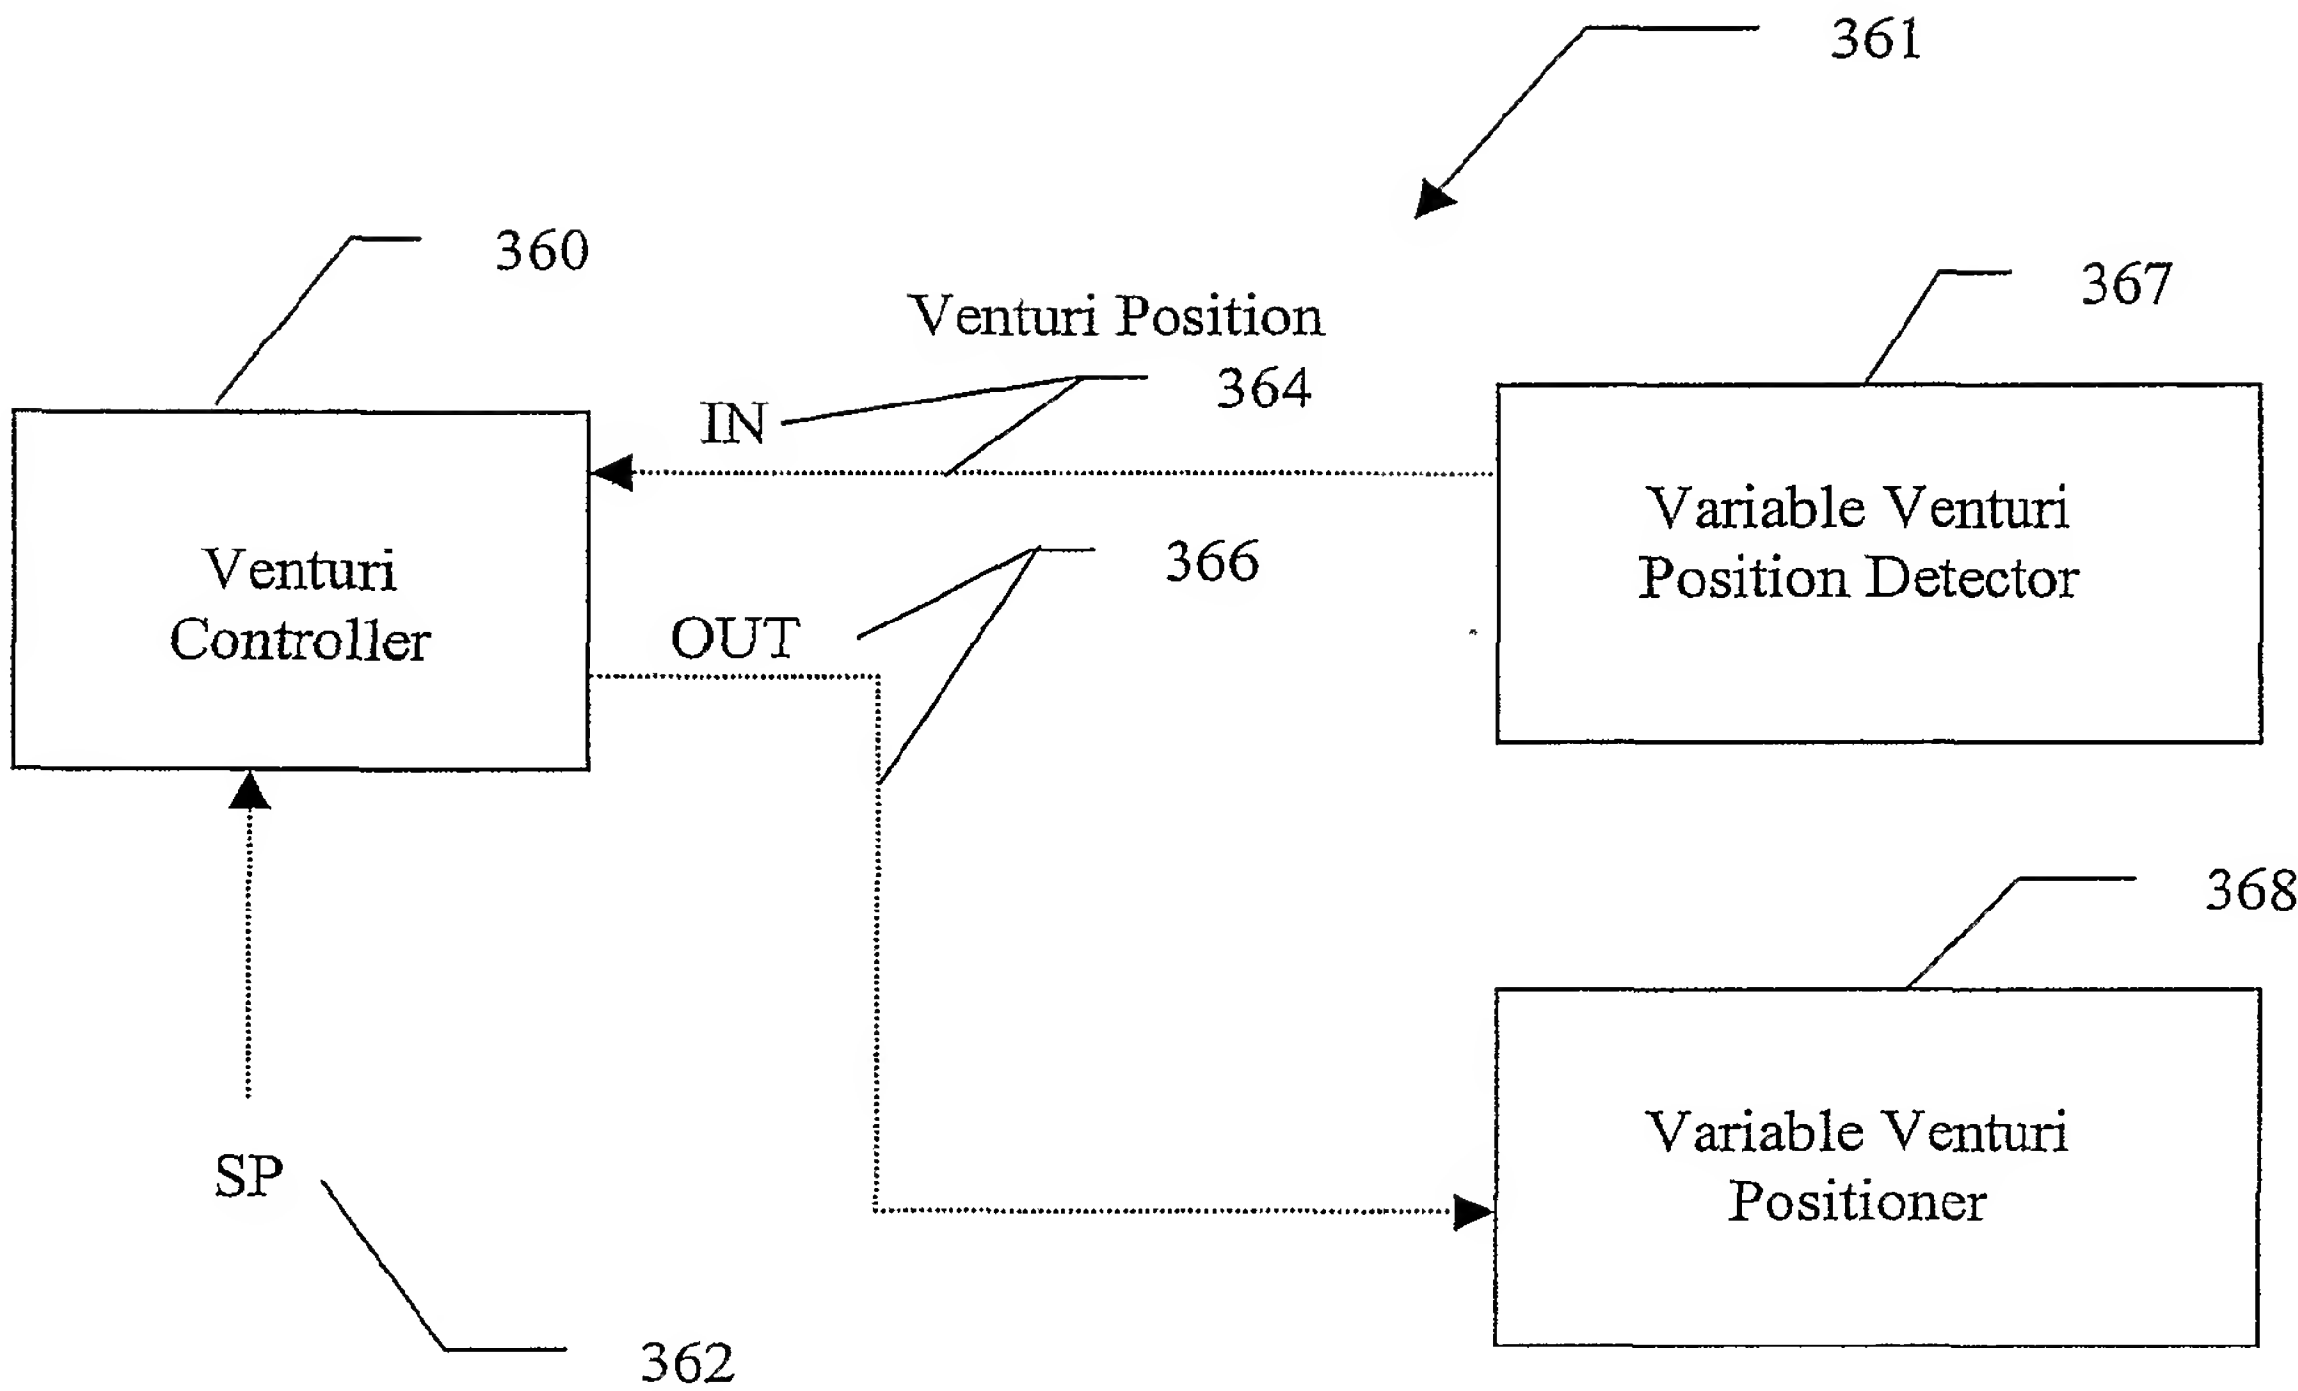 361
360
367
Venturi Position
364
IN
Variable Venturi
Position Detector
366
Venturi
Controller
OUT
368
Variable Venturi
Positioner
SP
362